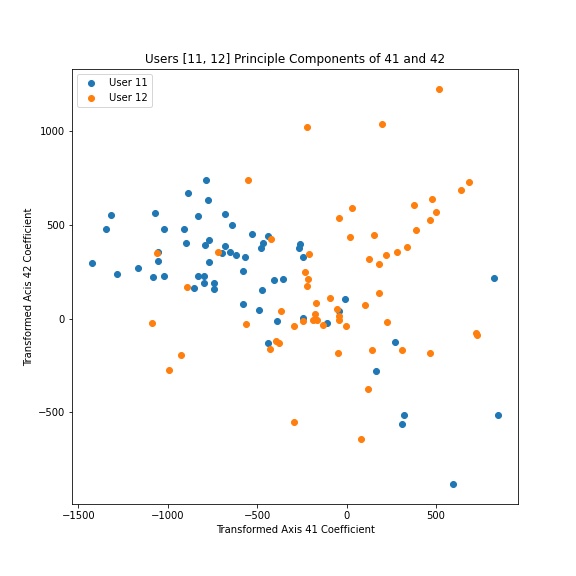 Users [11, 12] Principle Components of 41 and 42
User 11
User 12
1000
500
0
−500
Transformed Acis 42 Coefficient
−1500
−1000
−500
0
500
Transformed Axis 41 Coefficient